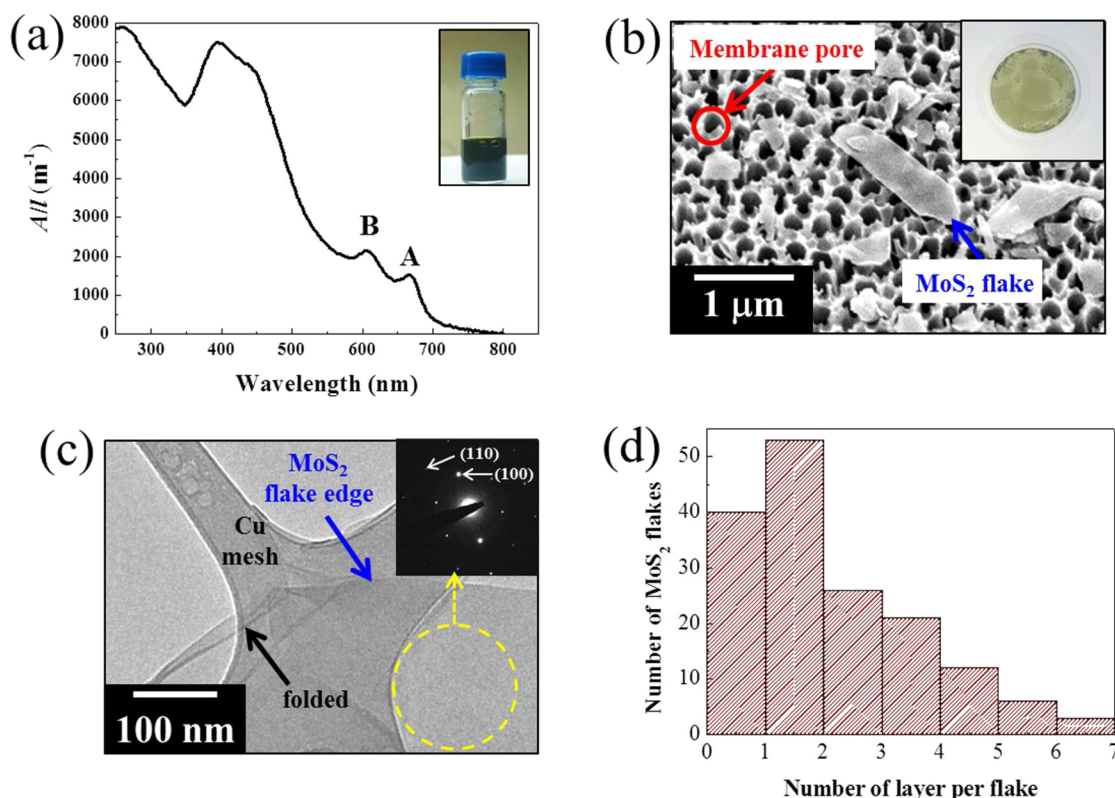 (a)
8000
7000
6000
5000
4000
3000
2000
1000
0
A/l (m⁻¹)
B
A
300 400 500 600 700 800
Wavelength (nm)
(b)
Membrane pore
MoS₂ flake
1 μm
(c)
MoS₂
flake edge
Cu
mesh
(110)
(100)
folded
100 nm
(d)
50
40
30
20
10
0
Number of MoS₂ flakes
0 1 2 3 4 5 6 7
Number of layer per flake